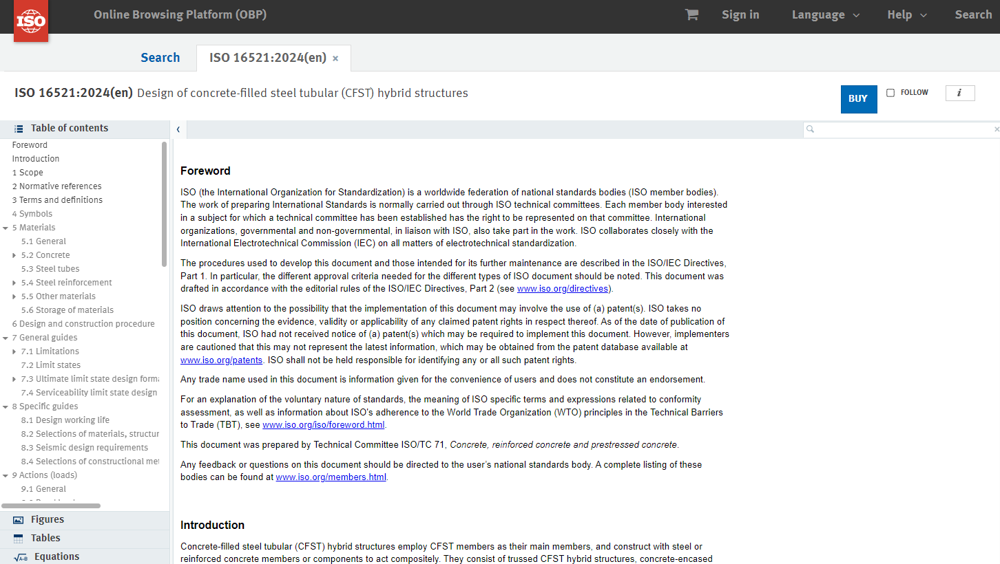 ISO
Online Browsing Platform (OBP)
Sign in
Language
Help
Search
Search
ISO 16521:2024(en) ×
ISO 16521:2024(en) Design of concrete-filled steel tubular (CFST) hybrid structures
BUY
FOLLOW
i
Table of contents
Foreword
Introduction
1 Scope
2 Normative references
3 Terms and definitions
4 Symbols
5 Materials
5.1 General
5.2 Concrete
5.3 Steel tubes
5.4 Steel reinforcement
5.5 Other materials
5.6 Storage of materials
6 Design and construction procedure
7 General guides
7.1 Limitations
7.2 Limit states
7.3 Ultimate limit state design form
7.4 Serviceability limit state design
8 Specific guides
8.1 Design working life
8.2 Selections of materials, structur
8.3 Seismic design requirements
8.4 Selections of constructional met
9 Actions (loads)
9.1 General
Figures
Tables
Equations
Foreword
ISO (the International Organization for Standardization) is a worldwide federation of national standards bodies (ISO member bodies).
The work of preparing International Standards is normally carried out through ISO technical committees. Each member body interested
in a subject for which a technical committee has been established has the right to be represented on that committee. International
organizations, governmental and non-governmental, in liaison with ISO, also take part in the work. ISO collaborates closely with the
International Electrotechnical Commission (IEC) on all matters of electrotechnical standardization.
The procedures used to develop this document and those intended for its further maintenance are described in the ISO/IEC Directives,
Part 1. In particular, the different approval criteria needed for the different types of ISO document should be noted. This document was
drafted in accordance with the editorial rules of the ISO/IEC Directives, Part 2 (see www.iso.org/directives).
ISO draws attention to the possibility that the implementation of this document may involve the use of (a) patent(s). ISO takes no
position concerning the evidence, validity or applicability of any claimed patent rights in respect thereof. As of the date of publication of
this document, ISO had not received notice of (a) patent(s) which may be required to implement this document. However, implementers
are cautioned that this may not represent the latest information, which may be obtained from the patent database available at
www.iso.org/patents. ISO shall not be held responsible for identifying any or all such patent rights.
Any trade name used in this document is information given for the convenience of users and does not constitute an endorsement.
For an explanation of the voluntary nature of standards, the meaning of ISO specific terms and expressions related to conformity
assessment, as well as information about ISO's adherence to the World Trade Organization (WTO) principles in the Technical Barriers
to Trade (TBT), see www.iso.org/iso/foreword.html.
This document was prepared by Technical Committee ISO/TC 71, Concrete, reinforced concrete and prestressed concrete.
Any feedback or questions on this document should be directed to the user's national standards body. A complete listing of these
bodies can be found at www.iso.org/members.html.
Introduction
Concrete-filled steel tubular (CFST) hybrid structures employ CFST members as their main members, and construct with steel or
reinforced concrete members or components to act compositely. They consist of trussed CFST hybrid structures, concrete-encased